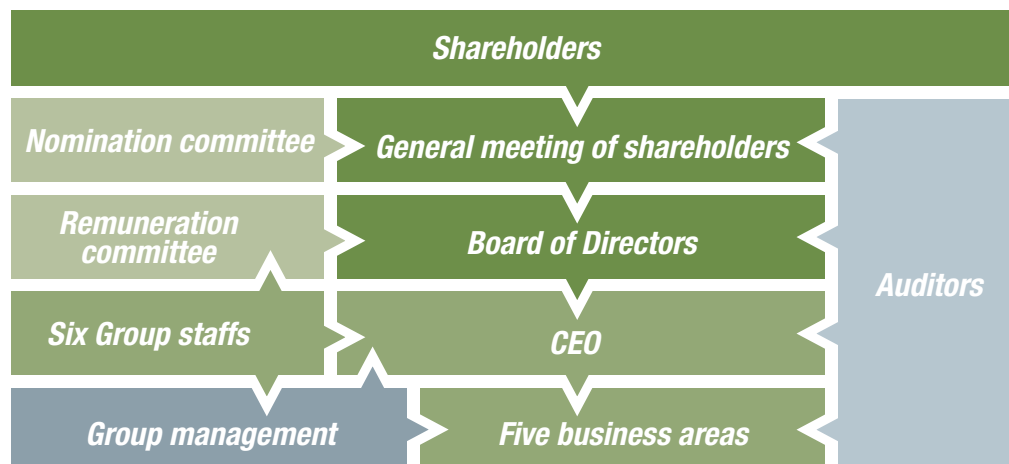 Shareholders
Nomination committee
General meeting of shareholders
Remuneration
committee
Board of Directors
Auditors
Six Group staffs
CEO
Group management
Five business areas